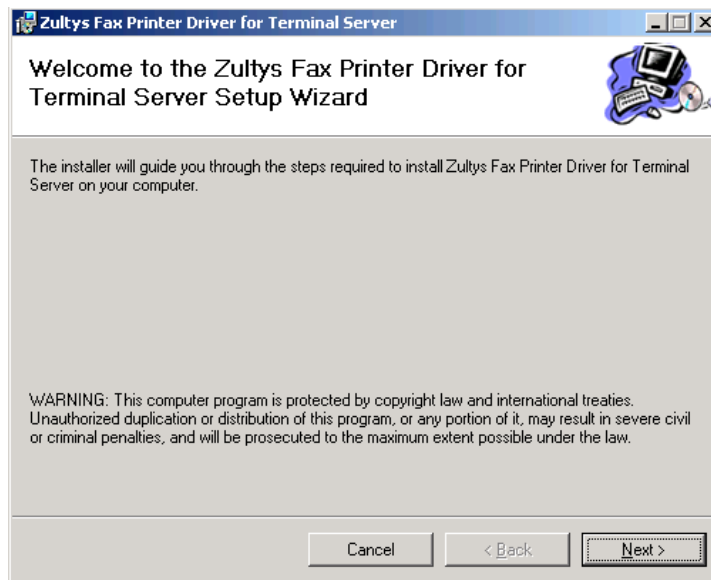 Zultys Fax Printer Driver for Terminal Server
Welcome to the Zultys Fax Printer Driver for
Terminal Server Setup Wizard
The installer will guide you through the steps required to install Zultys Fax Printer Driver for Terminal
Server on your computer.
WARNING: This computer program is protected by copyright law and international treaties.
Unauthorized duplication or distribution of this program, or any portion of it, may result in severe civil
or criminal penalties, and will be prosecuted to the maximum extent possible under the law.
Cancel < Back Next >